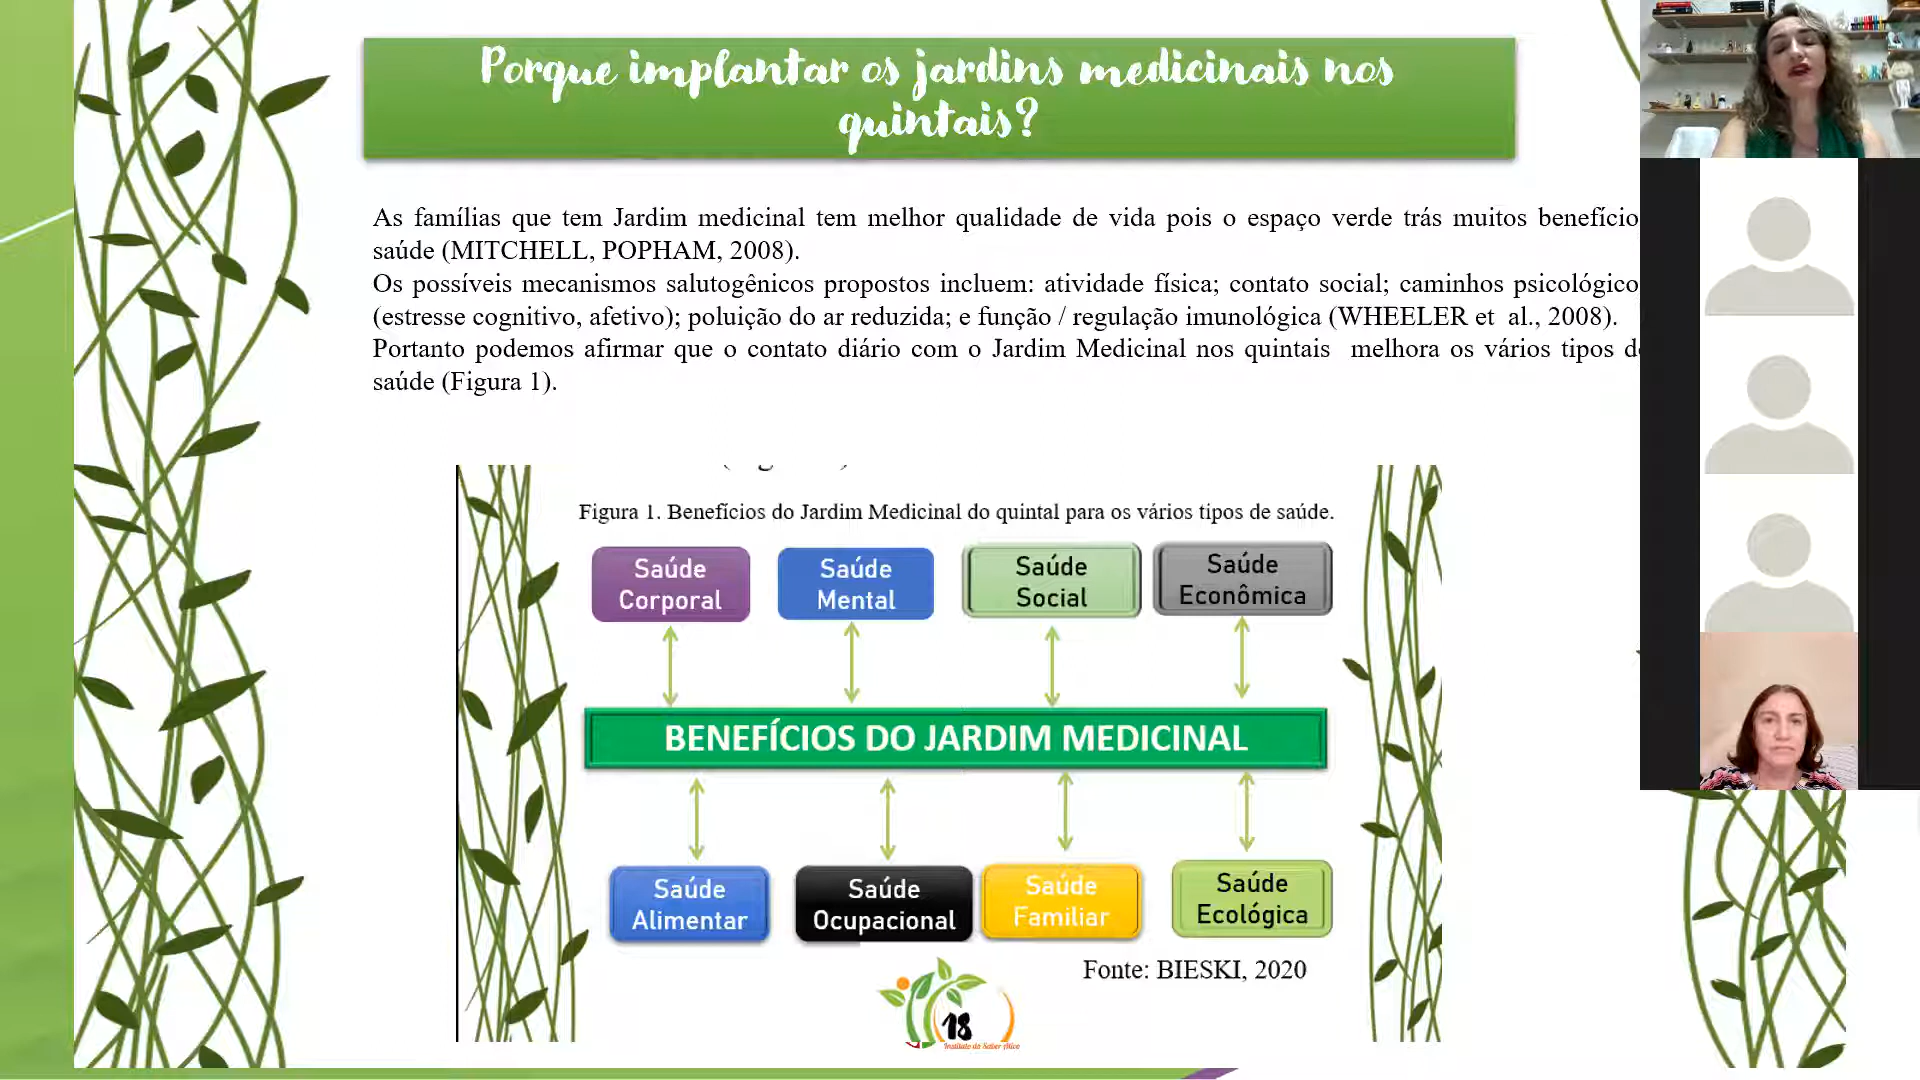 Porque implantar os jardins medicinais nos
quintais?
As famílias que tem Jardim medicinal tem melhor qualidade de vida pois o espaço verde trás muitos benefício
saúde (MITCHELL, POPHAM, 2008).
Os possíveis mecanismos salutogênicos propostos incluem: atividade física; contato social; caminhos psicológico
(estresse cognitivo, afetivo); poluição do ar reduzida; e função / regulação imunológica (WHEELER et al., 2008).
Portanto podemos afirmar que o contato diário com o Jardim Medicinal nos quintais melhora os vários tipos d
saúde (Figura 1).
Figura 1. Benefícios do Jardim Medicinal do quintal para os vários tipos de saúde.
Saúde
Corporal
Saúde
Mental
Saúde
Social
Saúde
Econômica
BENEFÍCIOS DO JARDIM MEDICINAL
Saúde
Alimentar
Saúde
Ocupacional
Saúde
Familiar
Saúde
Ecológica
Fonte: BIESKI, 2020
18
Instituto do Saber Ativo